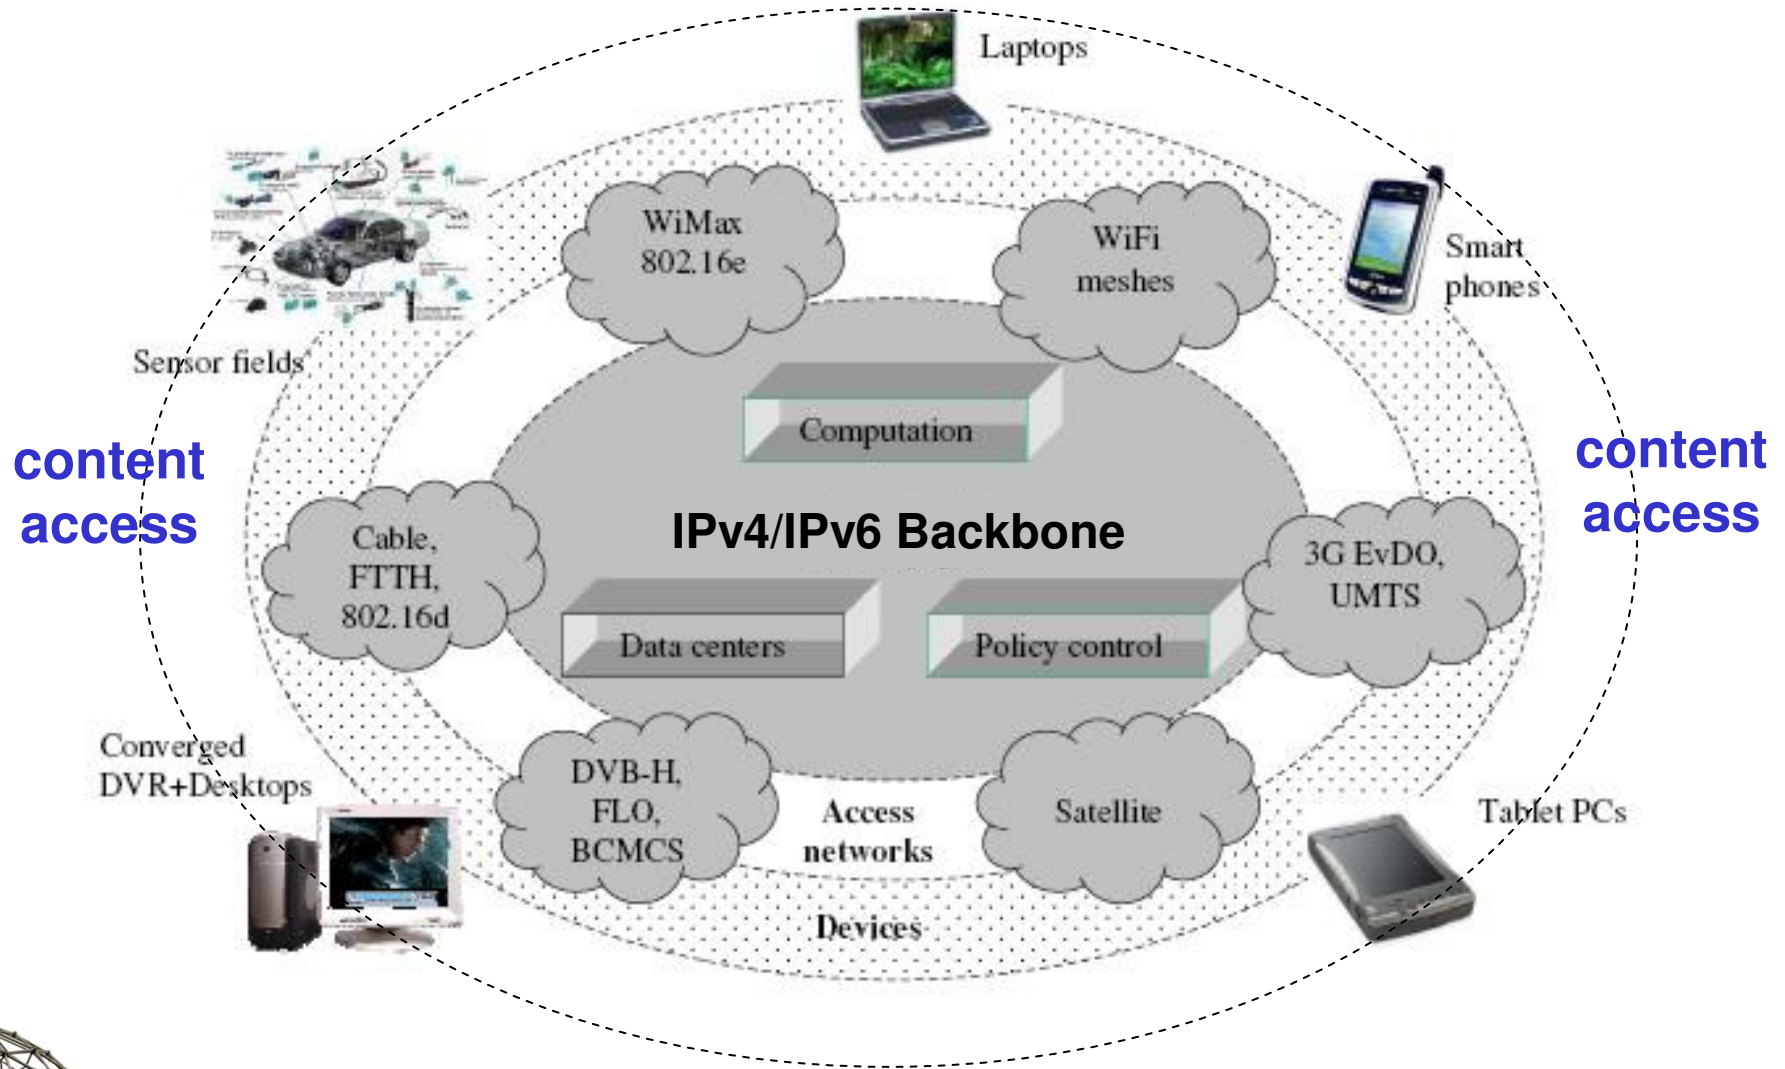 Laptops
WiMax
802.16e
WiFi
meshes
Smart
phones
Sensor fields
Computation
content
access
content
access
IPv4/IPv6 Backbone
Cable,
FTTH,
802.16d
3G EvDO,
UMTS
Data centers
Policy control
Converged
DVR+Desktops
DVB-H,
FLO,
BCMCS
Access
networks
Satellite
Tablet PCs
Devices